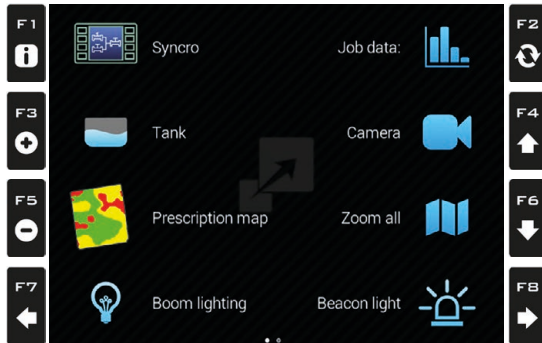 F1
Syncro
Job data:
F2
F3
Tank
Camera
F4
F5
Prescription map
Zoom all
F6
F7
Boom lighting
Beacon light
F8